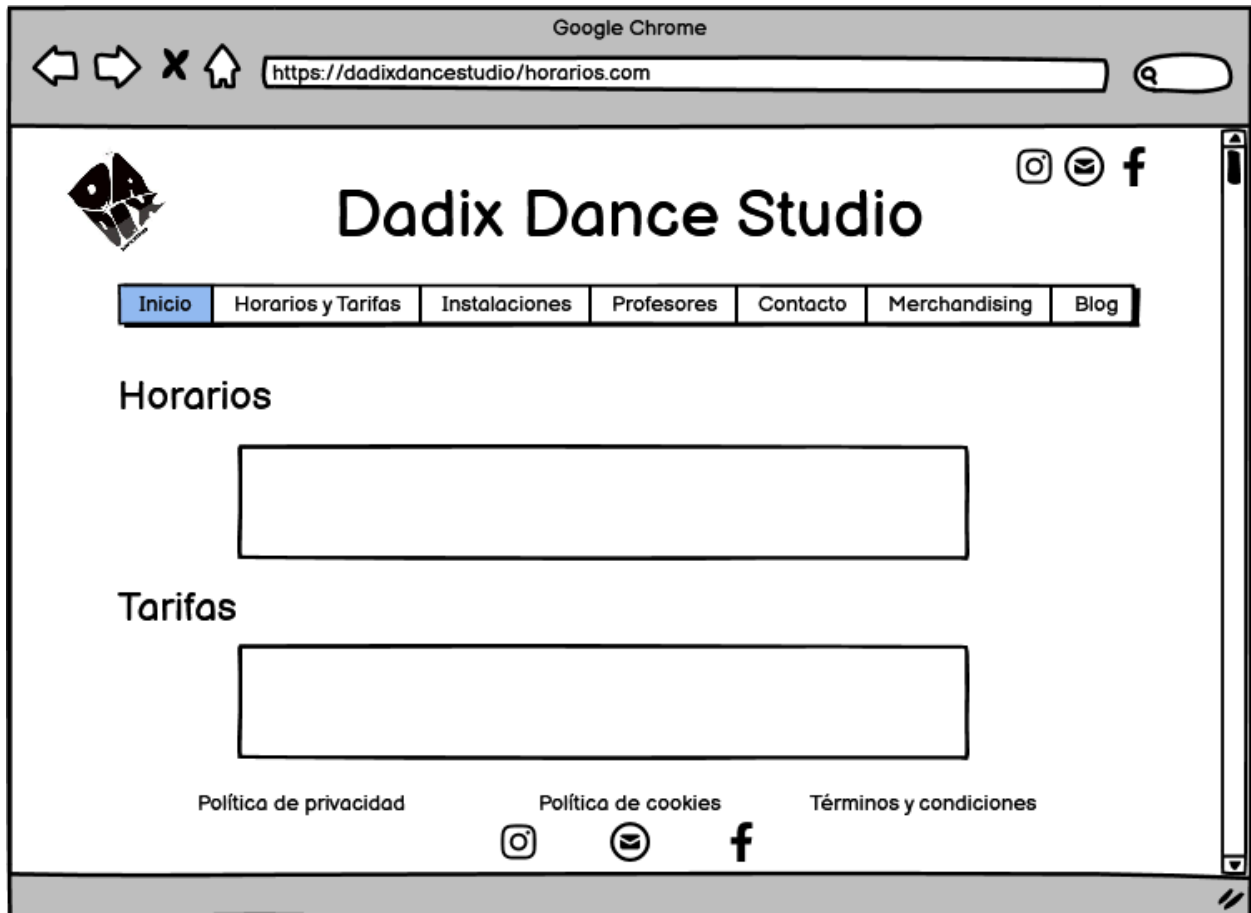 Google Chrome
https://dadixdancestudio/horarios.com
Dadix Dance Studio
Inicio Horarios y Tarifas Instalaciones Profesores Contacto Merchandising Blog
Horarios
Tarifas
Política de privacidad Política de cookies Términos y condiciones